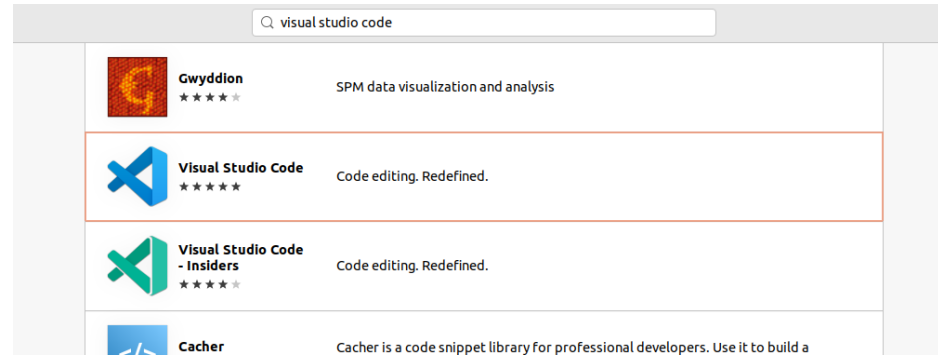 visual studio code
Gwyddion
SPM data visualization and analysis
Visual Studio Code
Code editing. Redefined.
Visual Studio Code
- Insiders
Code editing. Redefined.
Cacher
Cacher is a code snippet library for professional developers. Use it to build a